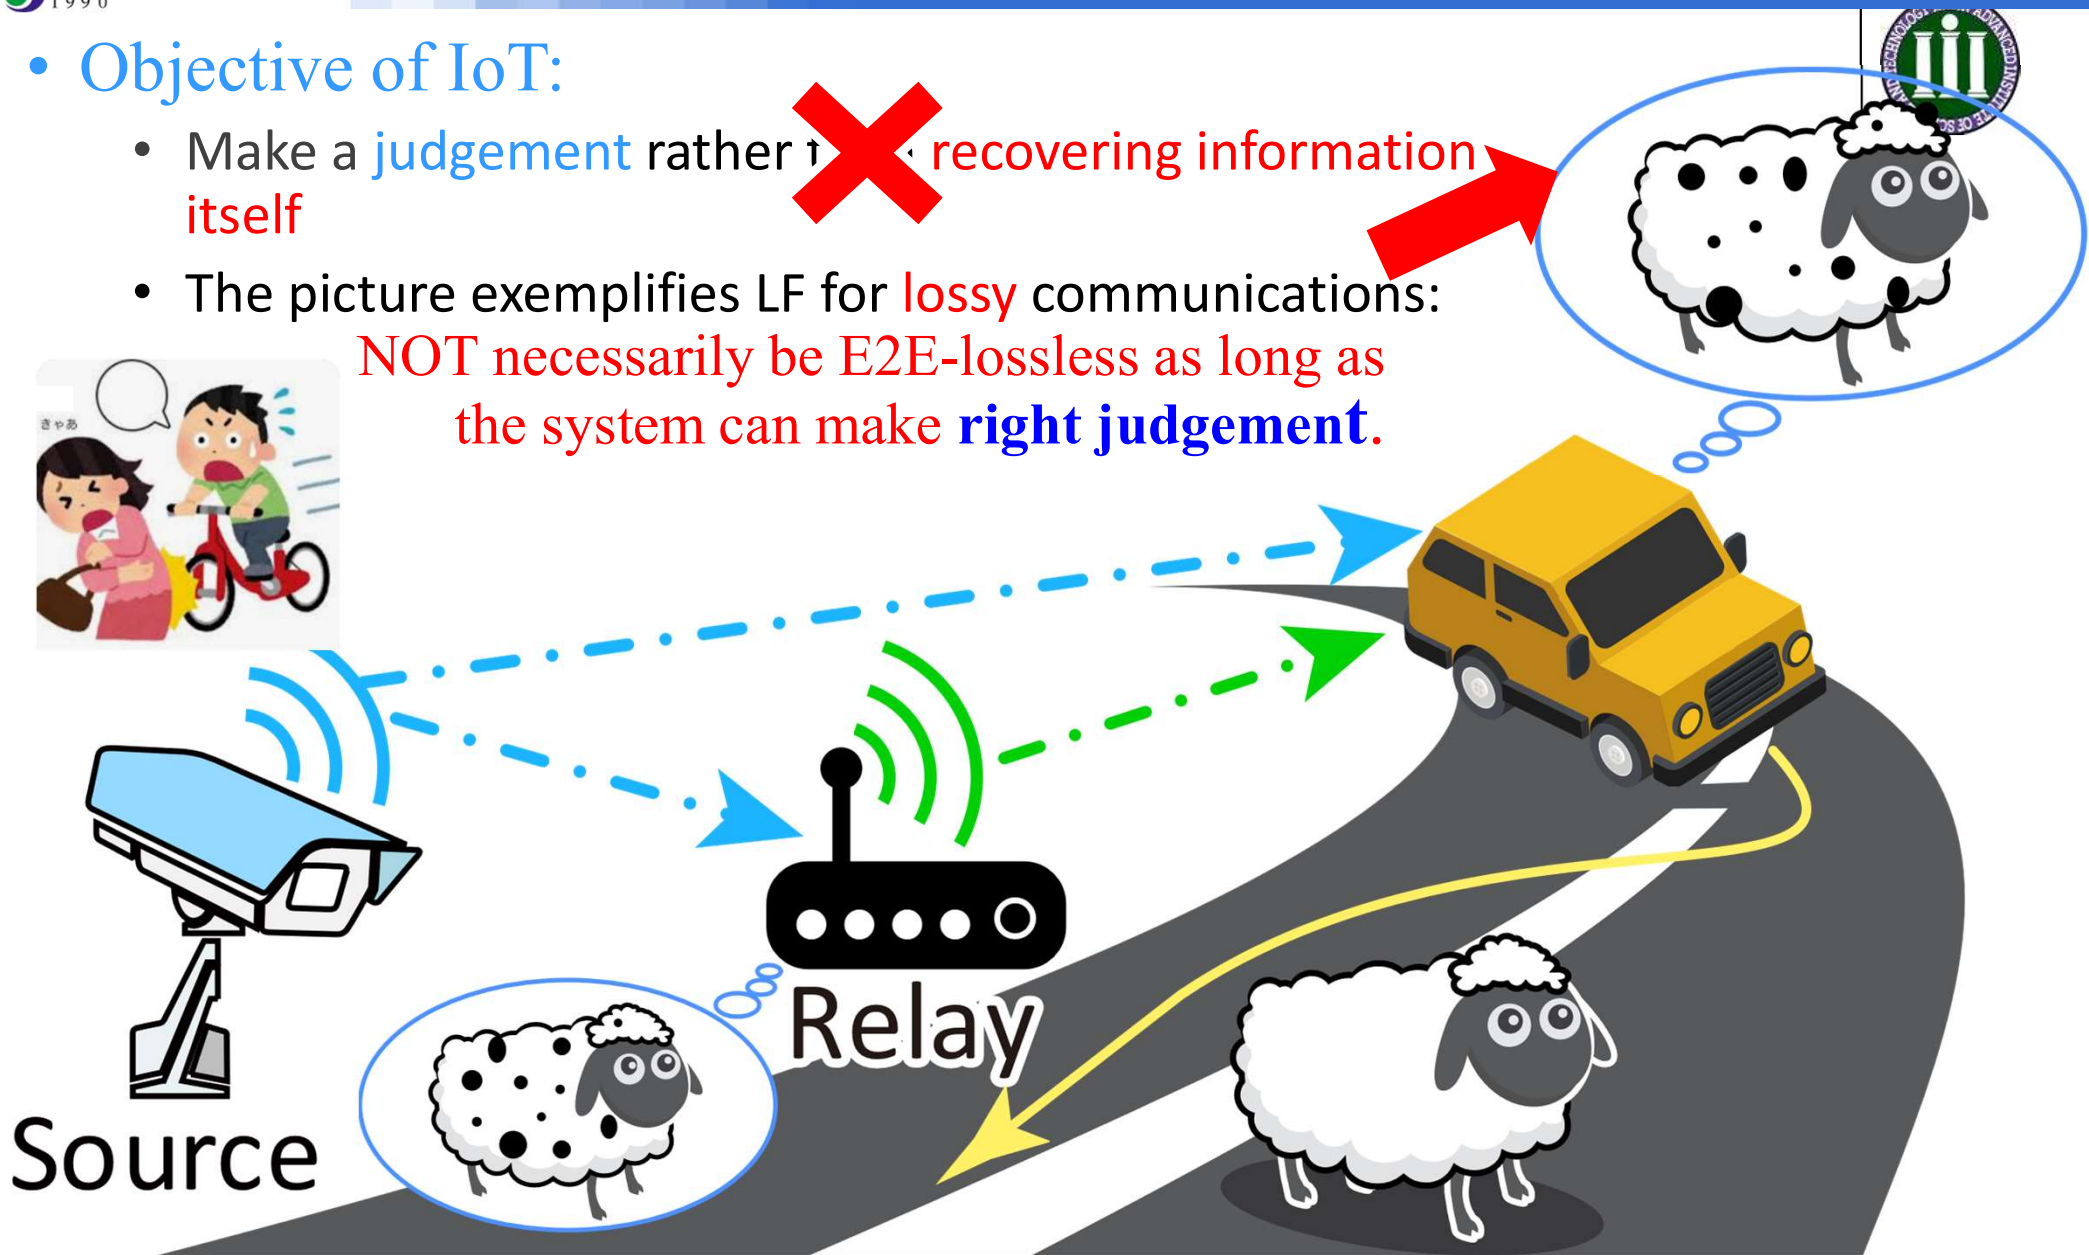 1990
• Objective of IoT:
• Make a judgement rather recovering information
itself
• The picture exemplifies LF for lossy communications:
NOT necessarily be E2E-lossless as long as
the system can make right judgement.
きゃあ
Relay
Source